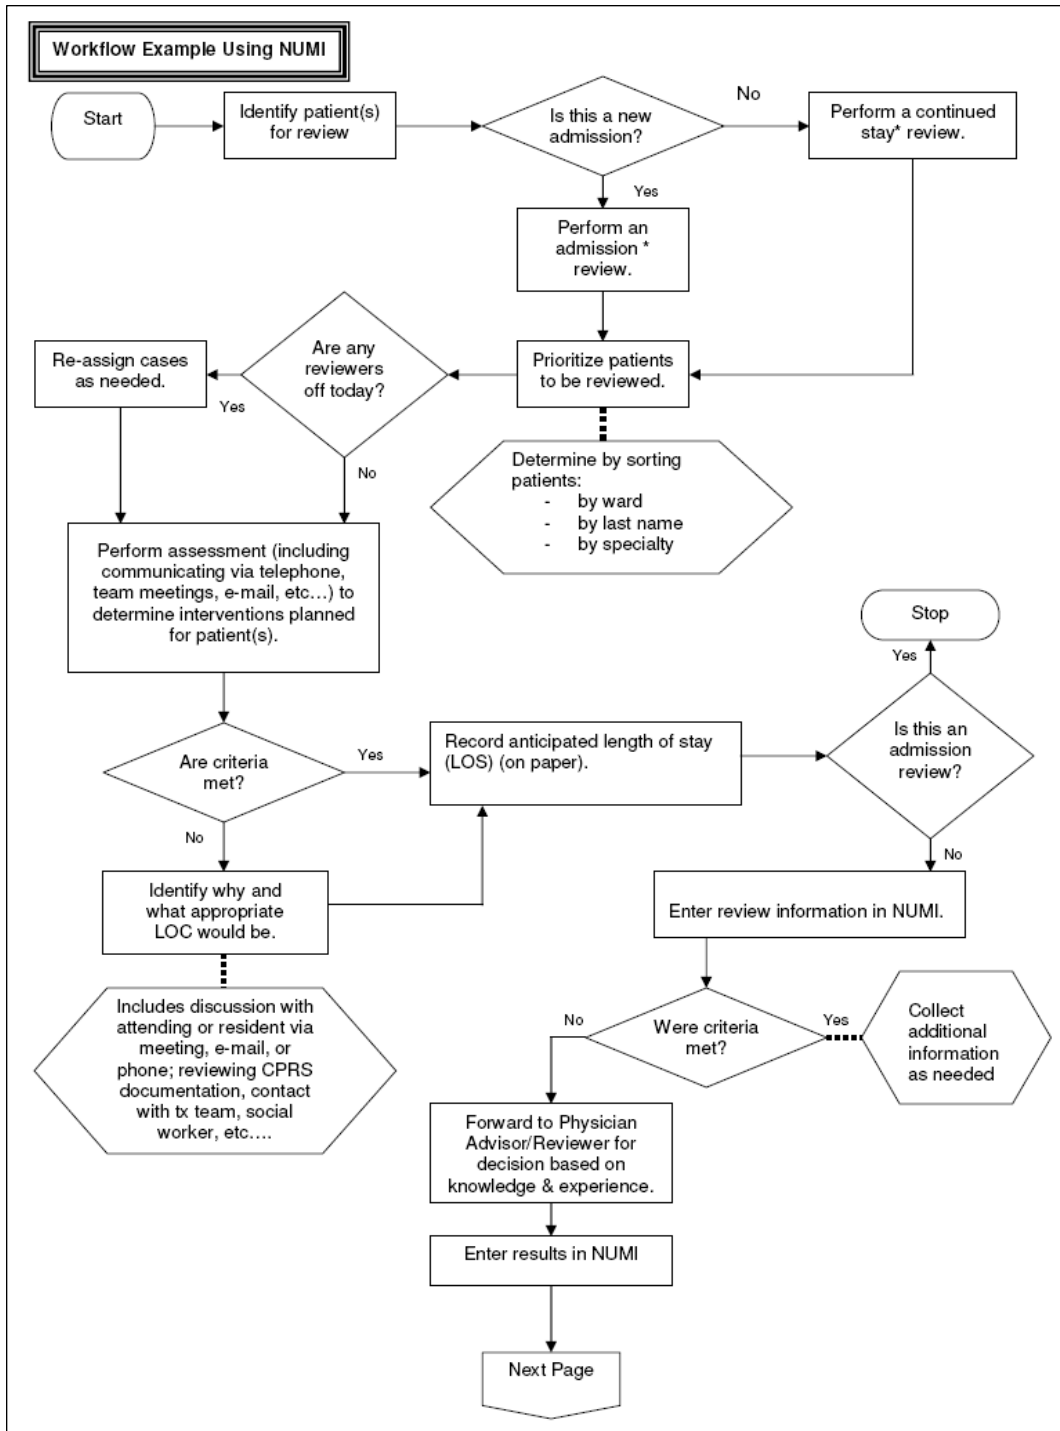 Workflow Example Using NUMI
Start
Identify patient(s)
for review
Is this a new
admission?
No
Perform a continued
stay* review.
Yes
Perform an
admission *
review.
Re-assign cases
as needed.
Yes
Are any
reviewers
off today?
No
Prioritize patients
to be reviewed.
Determine by sorting
patients:
- by ward
- by last name
- by specialty
Perform assessment (including
communicating via telephone,
team meetings, e-mail, etc...) to
determine interventions planned
for patient(s).
Are criteria
met?
Yes
Record anticipated length of stay
(LOS) (on paper).
Stop
Yes
Is this an
admission
review?
No
No
Identify why and
what appropriate
LOC would be.
Includes discussion with
attending or resident via
meeting, e-mail, or
phone; reviewing CPRS
documentation, contact
with tx team, social
worker, etc....
Enter review information in NUMI.
No
Were criteria
met?
Yes
Collect
additional
information
as needed
Forward to Physician
Advisor/Reviewer for
decision based on
knowledge & experience.
Enter results in NUMI
Next Page